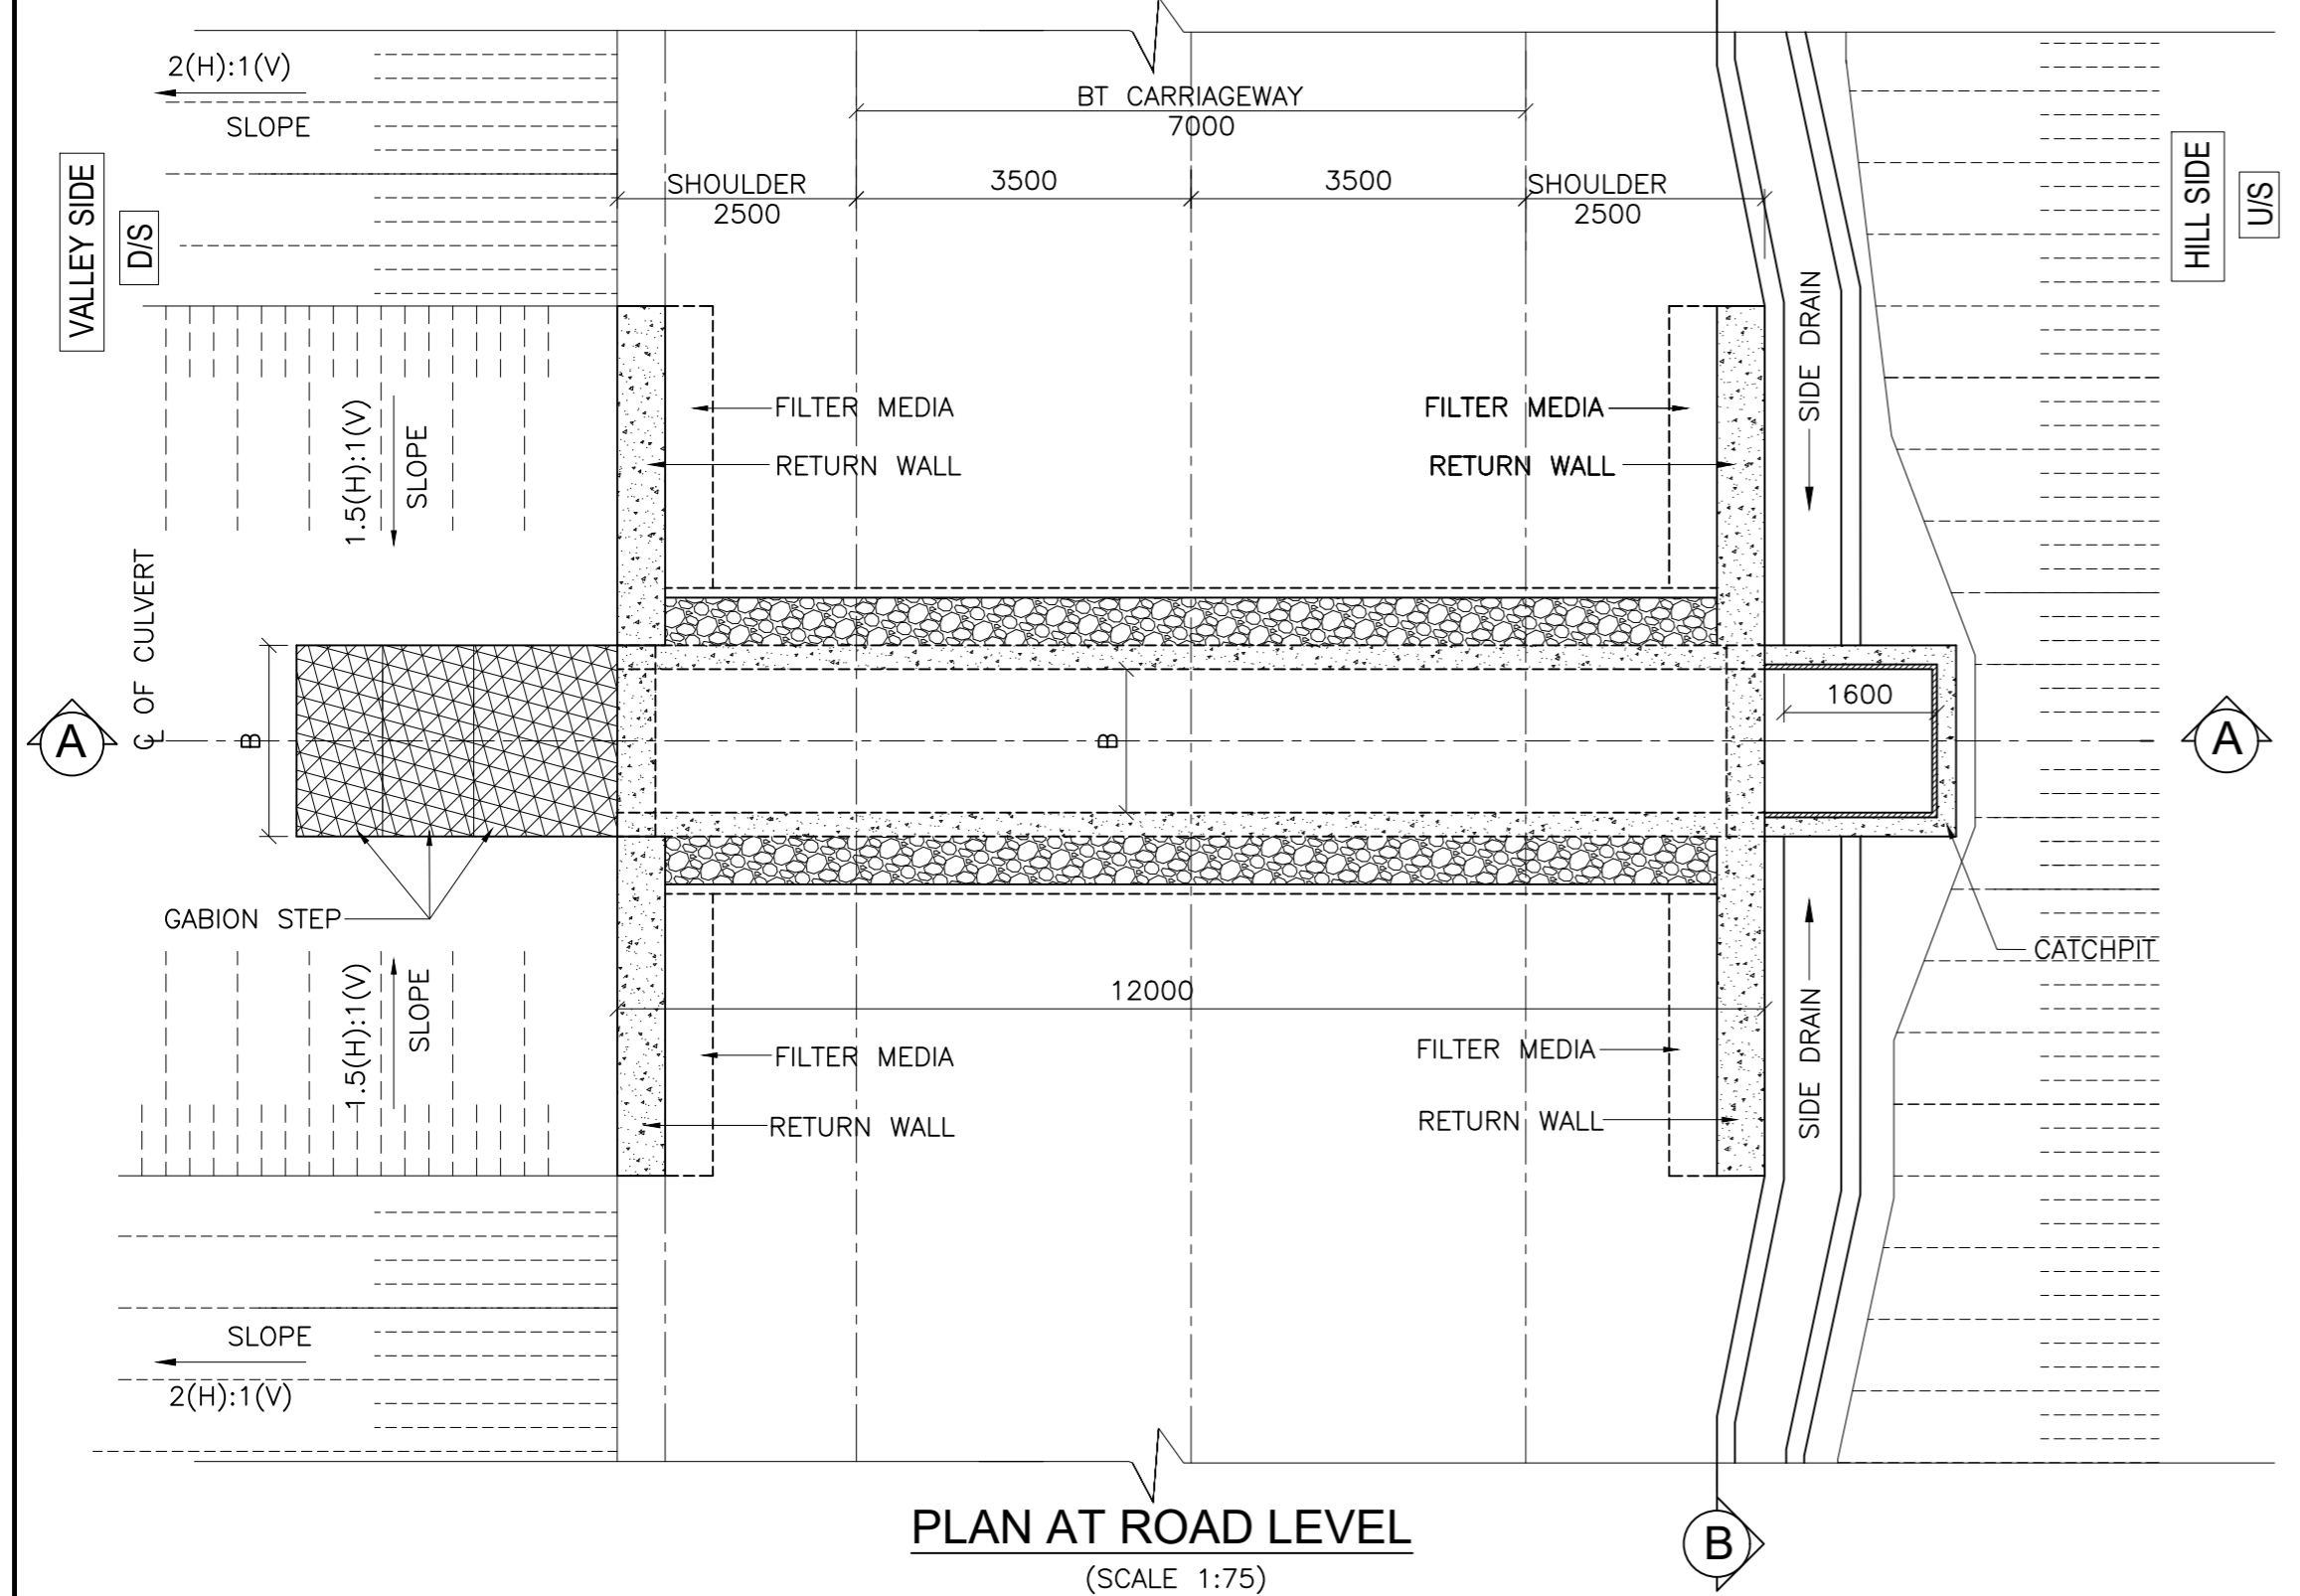 2(H):1(V)
SLOPE
BT CARRIAGEWAY
7000
SHOULDER
2500
3500
3500
SHOULDER
2500
VALLEY SIDE
D/S
HILL SIDE
U/S
SIDE DRAIN
FILTER MEDIA
RETURN WALL
FILTER MEDIA
RETURN WALL
1.5(H):1(V)
SLOPE
℄ OF CULVERT
A
B
B
1600
A
GABION STEP
CATCHPIT
1.5(H):1(V)
SLOPE
12000
FILTER MEDIA
RETURN WALL
FILTER MEDIA
RETURN WALL
SIDE DRAIN
SLOPE
2(H):1(V)
PLAN AT ROAD LEVEL
(SCALE 1:75)
B